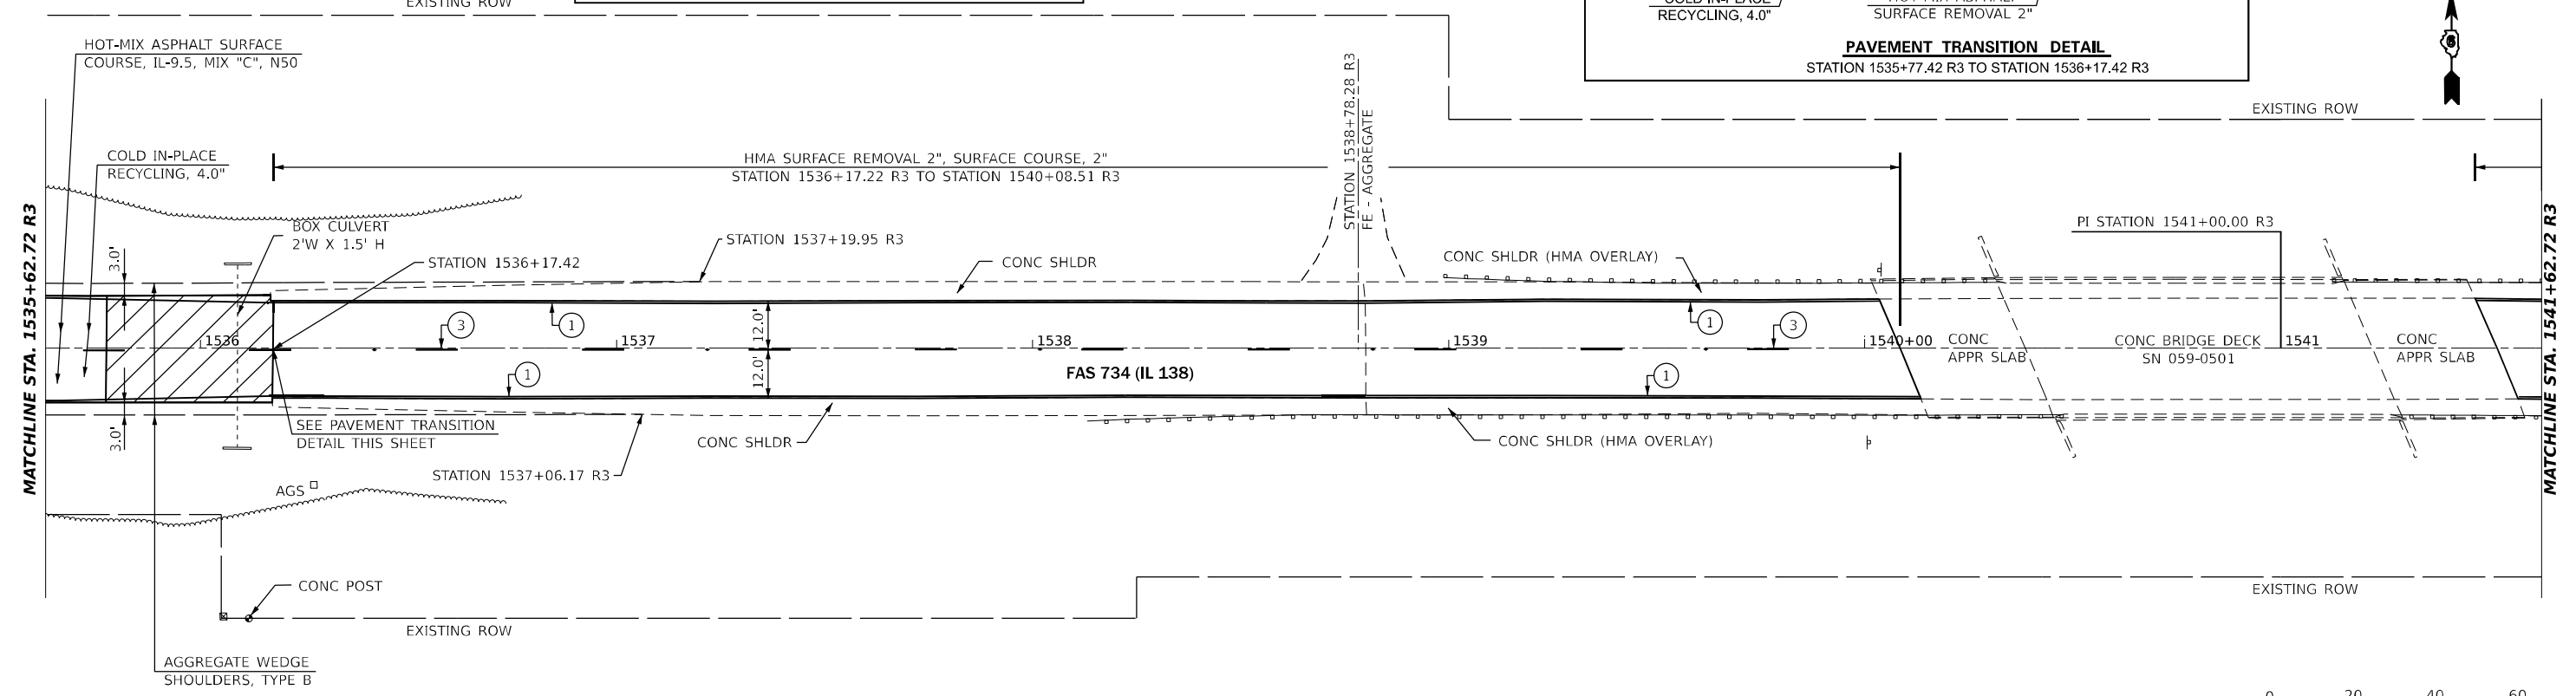 EXISTING ROW
COLD IN-PLACE
RECYCLING, 4.0"
SURFACE REMOVAL 2"
PAVEMENT TRANSITION DETAIL
STATION 1535+77.42 R3 TO STATION 1536+17.42 R3
HOT-MIX ASPHALT SURFACE
COURSE, IL-9.5, MIX "C", N50
EXISTING ROW
COLD IN-PLACE
RECYCLING, 4.0"
HMA SURFACE REMOVAL 2", SURFACE COURSE, 2"
STATION 1536+17.22 R3 TO STATION 1540+08.51 R3
STATION 1538+78.28 R3
FE - AGGREGATE
MATCHLINE STA. 1535+62.72 R3
MATCHLINE STA. 1541+62.72 R3
BOX CULVERT
2'W X 1.5' H
PI STATION 1541+00.00 R3
STATION 1537+19.95 R3
3.0'
STATION 1536+17.42
CONC SHLDR
CONC SHLDR (HMA OVERLAY)
3
1
12.0'
1
3
1536
1537
1538
1539
1540+00
CONC
APPR SLAB
CONC BRIDGE DECK
SN 059-0501
1541
CONC
APPR SLAB
1
12.0'
FAS 734 (IL 138)
1
3.0'
SEE PAVEMENT TRANSITION
DETAIL THIS SHEET
CONC SHLDR
CONC SHLDR (HMA OVERLAY)
STATION 1537+06.17 R3
AGS
CONC POST
EXISTING ROW
EXISTING ROW
AGGREGATE WEDGE
SHOULDERS, TYPE B
0 20 40 60